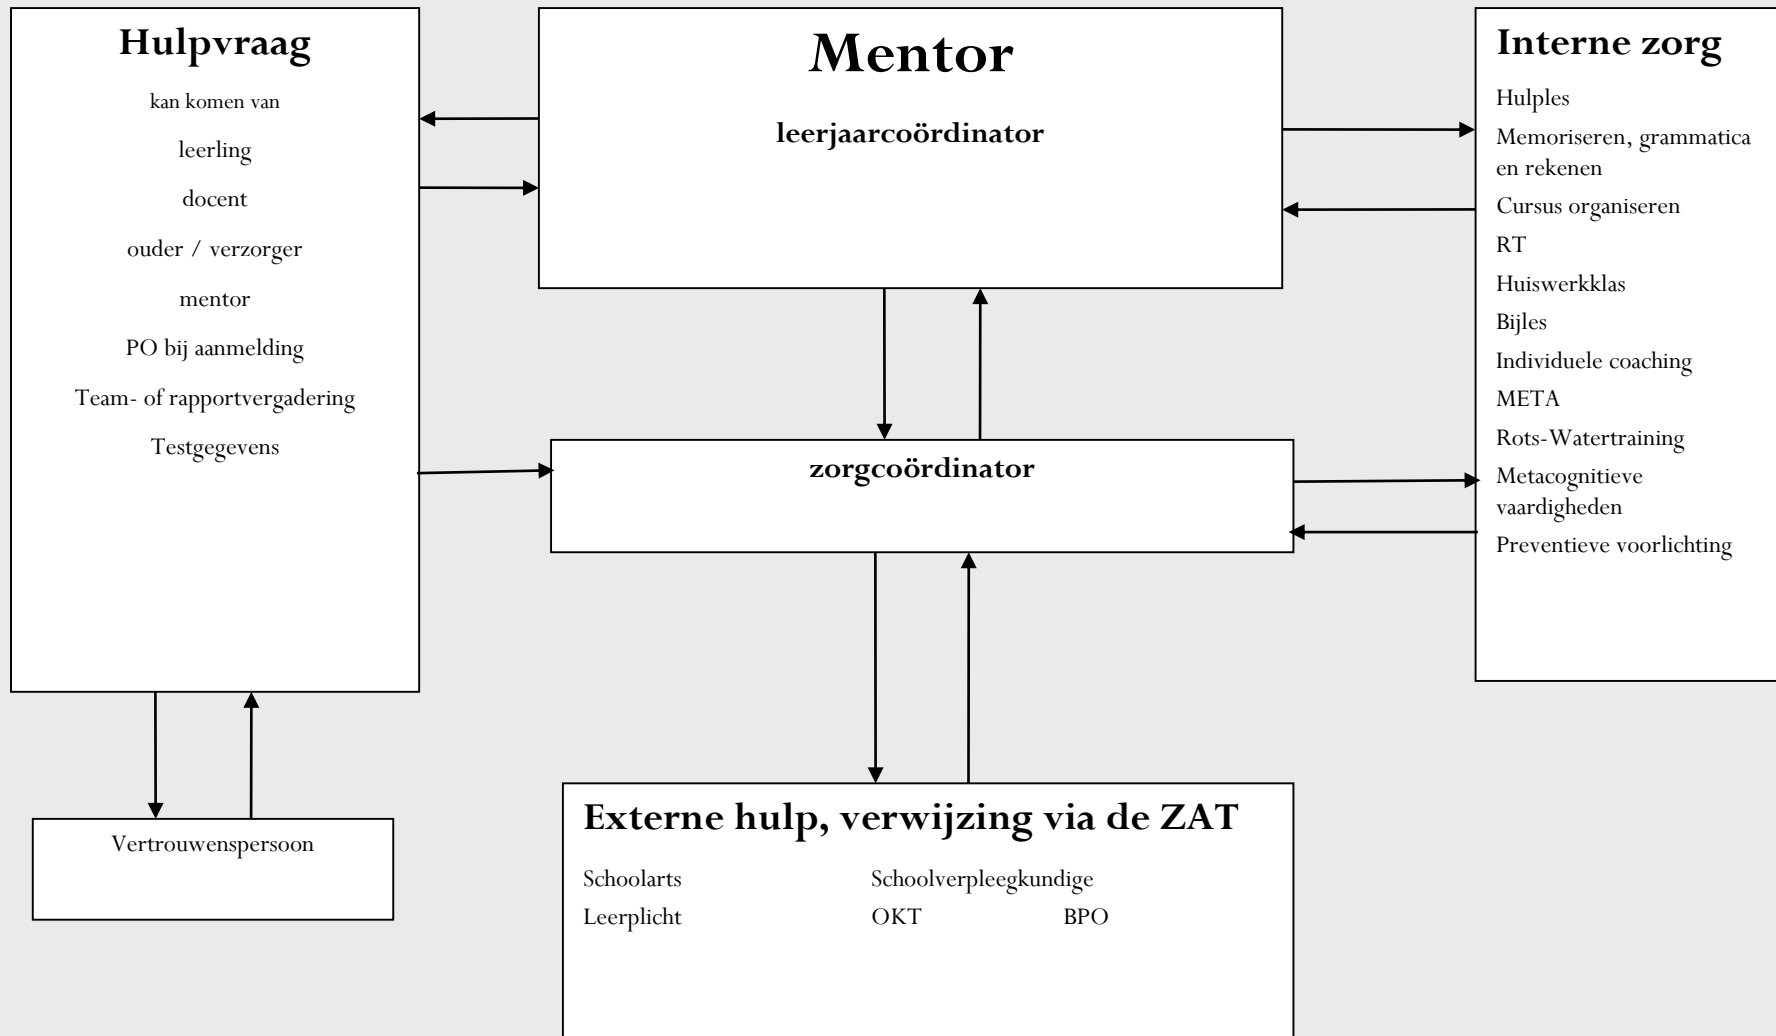 Hulpvraag
kan komen van
leerling
docent
ouder / verzorger
mentor
PO bij aanmelding
Team- of rapportvergadering
Testgegevens
Mentor
leerjaarcoördinator
Interne zorg
Hulples
Memoriseren, grammatica
en rekenen
Cursus organiseren
RT
Huiswerkklas
Bijles
Individuele coaching
META
Rots-Watertraining
Metacognitieve
vaardigheden
Preventieve voorlichting
zorgcoördinator
Vertrouwenspersoon
Externe hulp, verwijzing via de ZAT
Schoolarts Schoolverpleegkundige
Leerplicht OKT BPO